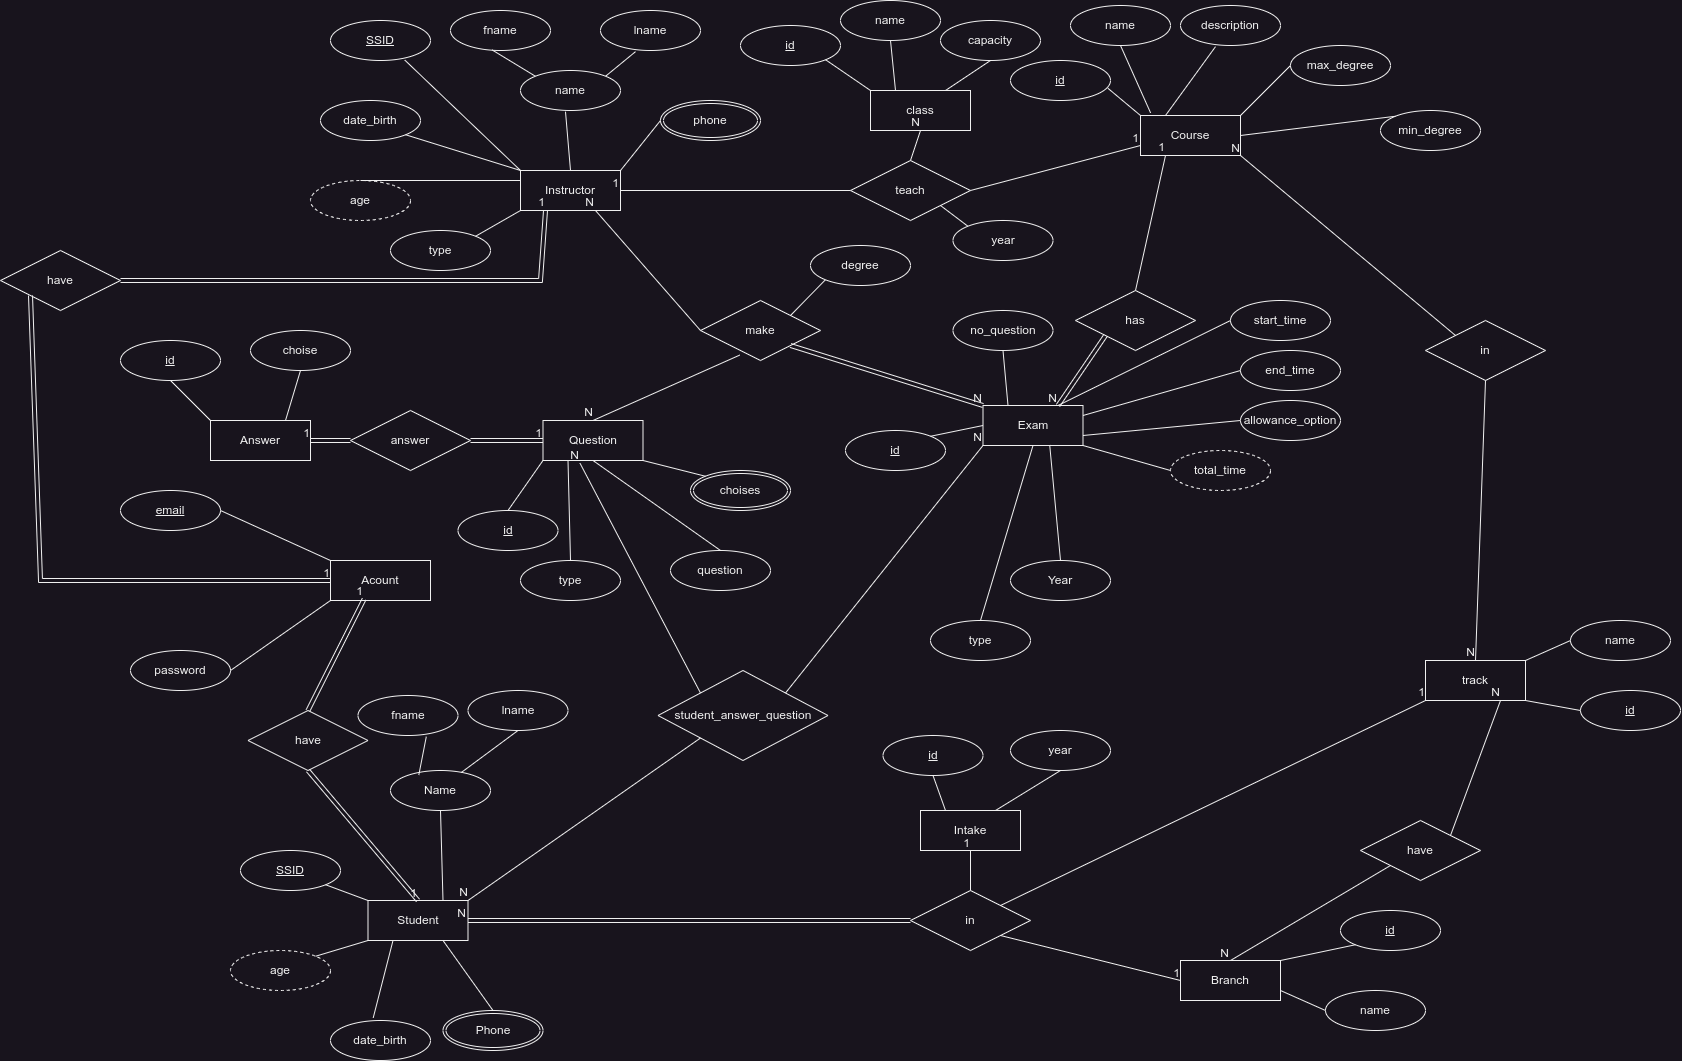 SSID
fname
lname
name
date_birth
phone
Instructor
1
1
N
age
type
id
name
capacity
class
N
teach
year
name
description
id
max_degree
min_degree
Course
1
1
N
have
degree
make
no_question
has
start_time
end_time
allowance_option
total_time
in
id
choise
Answer
1
answer
1
N
Question
N
choises
id
type
question
N
N
N
Exam
id
type
Year
email
1
Acount
1
password
have
fname
lname
Name
student_answer_question
SSID
1
N
N
Student
age
date_birth
Phone
id
year
Intake
1
in
N
track
1
N
name
id
have
N
1
Branch
id
name